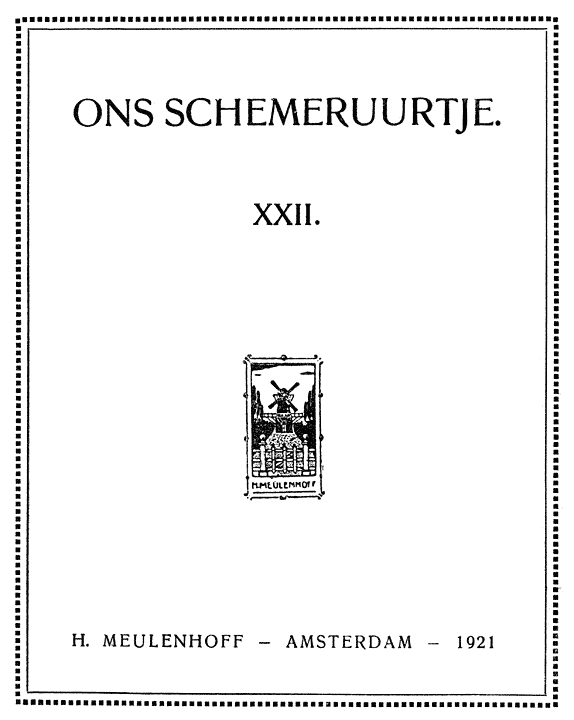 ONS SCHEMERUURTJE.
XXII.
H. MEULENHOFF
H. MEULENHOFF – AMSTERDAM – 1921